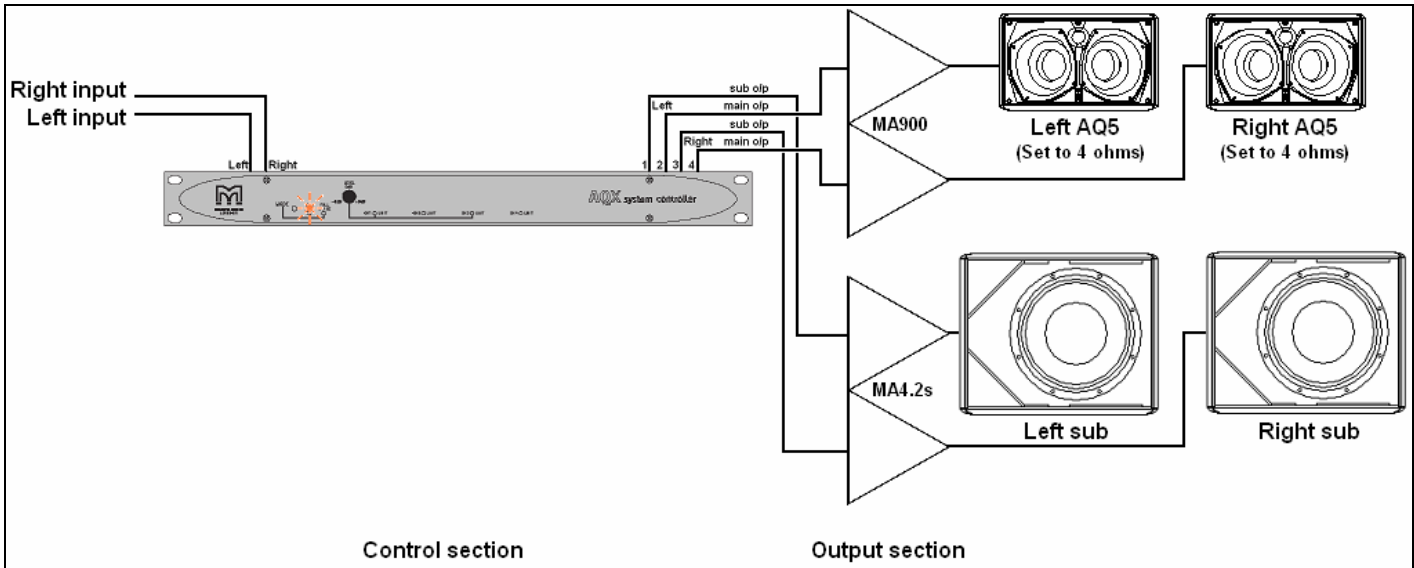 Right input
Left input
Left
Right
sub o/p
Left
main o/p
sub o/p
Right main o/p
1
2
3
4
AQX system controller
MA900
Left AQ5
(Set to 4 ohms)
Right AQ5
(Set to 4 ohms)
MA4.2s
Left sub
Right sub
Control section
Output section